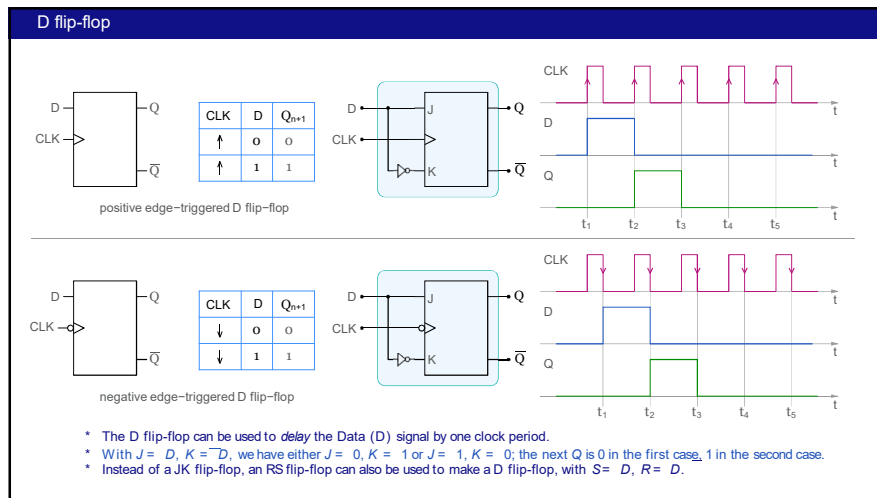 D flip-flop
D
Q
CLK
Q̅
CLK D Qn+1
↑ 0 0
↑ 1 1
positive edge−triggered D flip−flop
D
J
Q
CLK
K
Q̅
CLK
t
D
t
Q
t
t1 t2 t3 t4 t5
D
Q
CLK
Q̅
CLK D Qn+1
↓ 0 0
↓ 1 1
negative edge−triggered D flip−flop
D
J
Q
CLK
K
Q̅
CLK
t
D
t
Q
t
t1 t2 t3 t4 t5
* The D flip-flop can be used to delay the Data (D) signal by one clock period.
* With J = D, K = ‾D, we have either J = 0, K = 1 or J = 1, K = 0; the next Q is 0 in the first case, 1 in the second case.
* Instead of a JK flip-flop, an RS flip-flop can also be used to make a D flip-flop, with S = D, R = D.